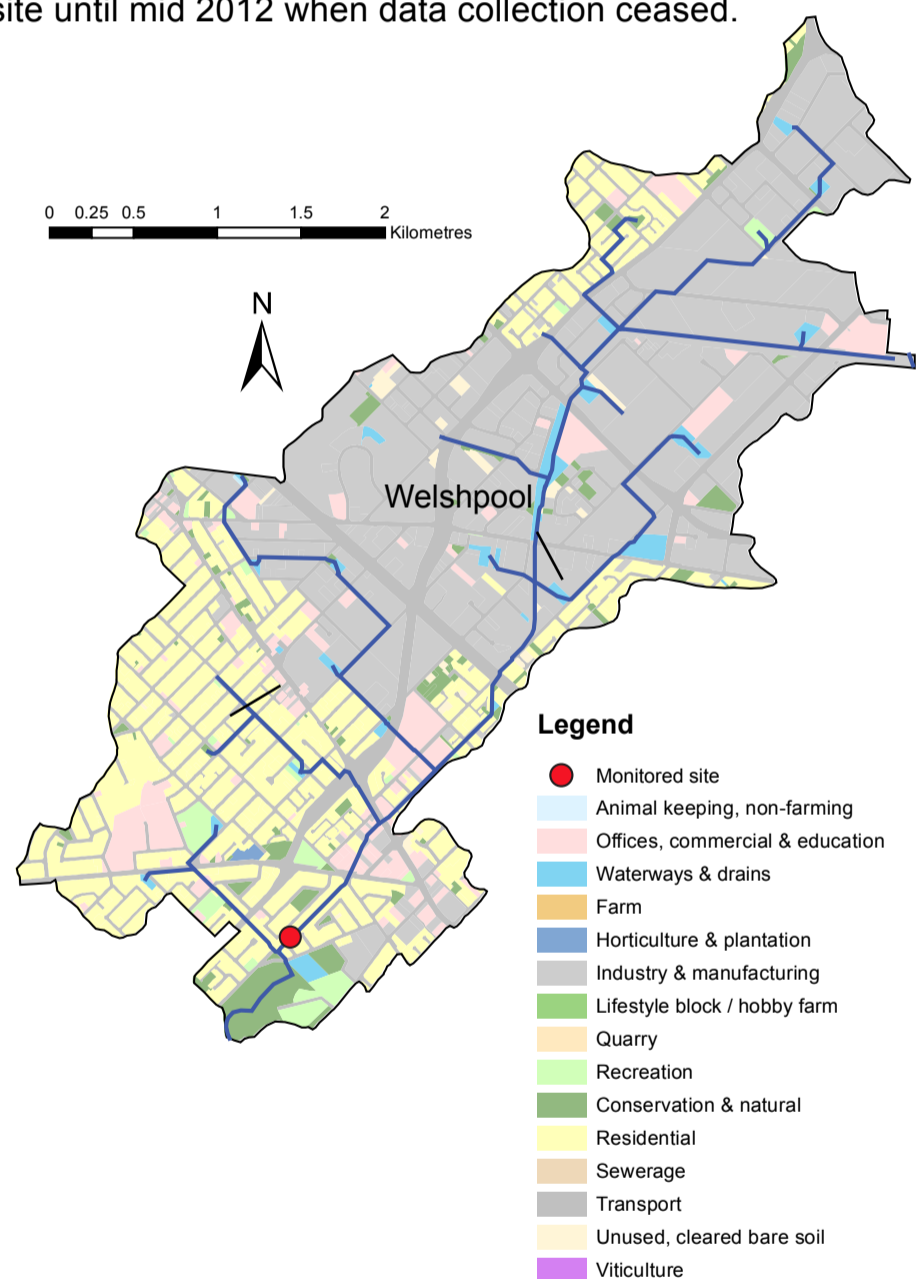 site until mid 2012 when data collection ceased.
0 0.25 0.5 1 1.5 2
Kilometres
N
Welshpool
Legend
Monitored site
Animal keeping, non-farming
Offices, commercial & education
Waterways & drains
Farm
Horticulture & plantation
Industry & manufacturing
Lifestyle block / hobby farm
Quarry
Recreation
Conservation & natural
Residential
Sewerage
Transport
Unused, cleared bare soil
Viticulture